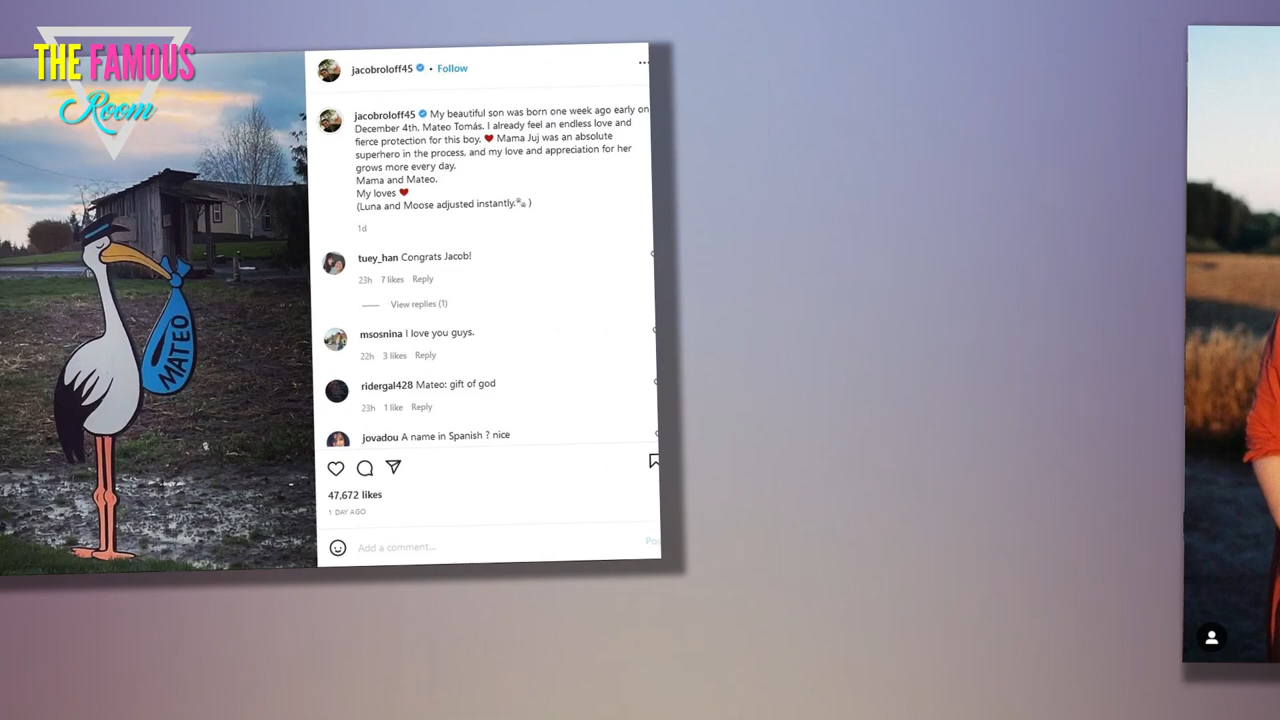 THE FAMOUS
Room
MATEO
jacobroloff45 • Follow
jacobroloff45 My beautiful son was born one week ago early on
December 4th. Mateo Tomás. I already feel an endless love and
fierce protection for this boy. ❤ Mama Juj was an absolute
superhero in the process, and my love and appreciation for her
grows more every day.
Mama and Mateo.
My loves ❤
(Luna and Moose adjusted instantly.🐾 )
1d
tuey_han Congrats Jacob!
23h 7 likes Reply
View replies (1)
msosnina I love you guys.
22h 3 likes Reply
ridergal428 Mateo: gift of god
23h 1 like Reply
jovadou A name in Spanish ? nice
47,672 likes
1 DAY AGO
Add a comment...